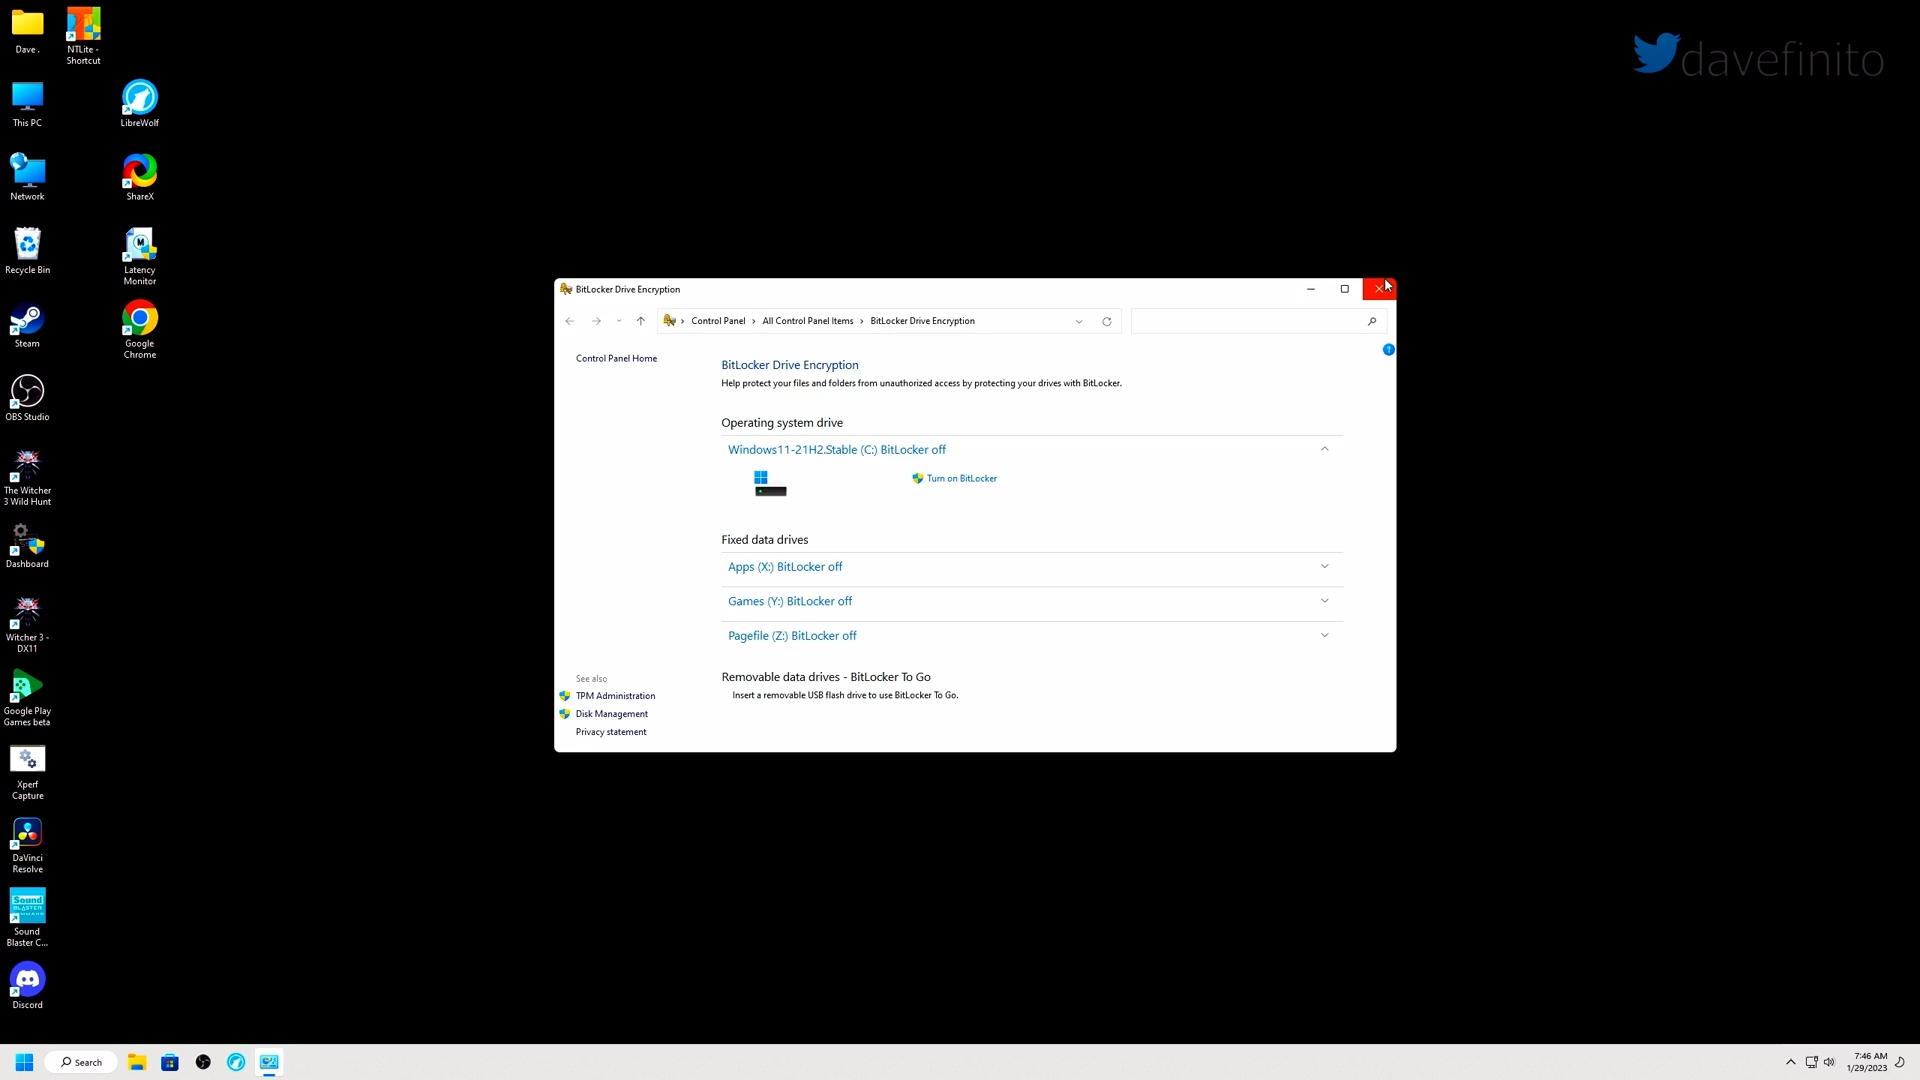 Dave .
NTLite -
Shortcut
This PC
LibreWolf
Network
ShareX
Recycle Bin
Latency
Monitor
Steam
Google
Chrome
OBS Studio
The Witcher
3 Wild Hunt
Dashboard
Witcher 3 -
DX11
Google Play
Games beta
Xperf
Capture
DaVinci
Resolve
Sound
BLASTER
Sound
Blaster C...
Discord
davefinito
BitLocker Drive Encryption
Control Panel > All Control Panel Items > BitLocker Drive Encryption
Control Panel Home
BitLocker Drive Encryption
Help protect your files and folders from unauthorized access by protecting your drives with BitLocker.
Operating system drive
Windows11-21H2.Stable (C:) BitLocker off
Turn on BitLocker
Fixed data drives
Apps (X:) BitLocker off
Games (Y:) BitLocker off
Pagefile (Z:) BitLocker off
Removable data drives - BitLocker To Go
Insert a removable USB flash drive to use BitLocker To Go.
See also
TPM Administration
Disk Management
Privacy statement
Search
7:46 AM
1/29/2023